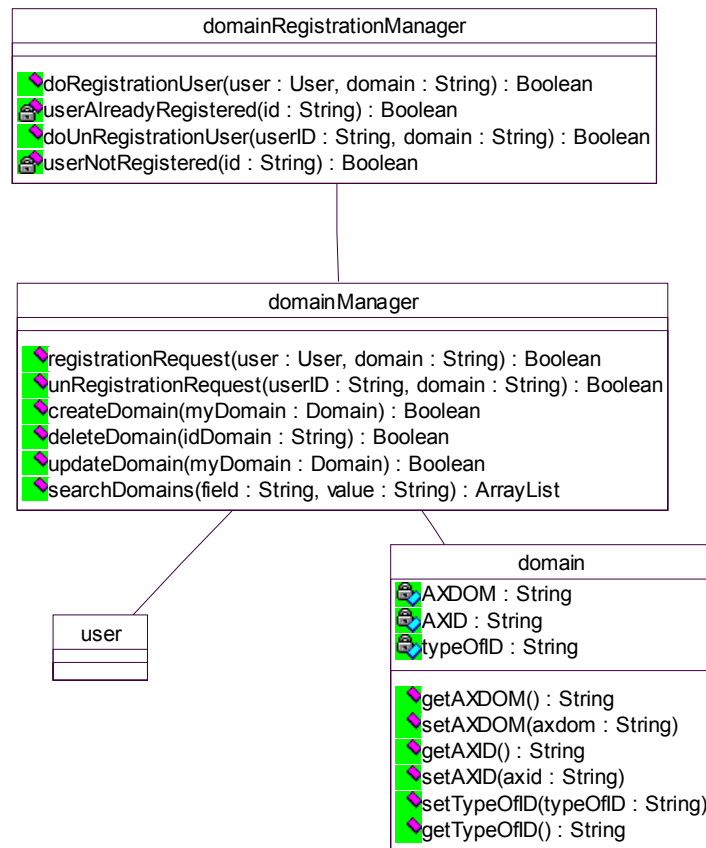 domainRegistrationManager
doRegistrationUser(user : User, domain : String) : Boolean
userAlreadyRegistered(id : String) : Boolean
doUnRegistrationUser(userID : String, domain : String) : Boolean
userNotRegistered(id : String) : Boolean
domainManager
registrationRequest(user : User, domain : String) : Boolean
unRegistrationRequest(userID : String, domain : String) : Boolean
createDomain(myDomain : Domain) : Boolean
deleteDomain(idDomain : String) : Boolean
updateDomain(myDomain : Domain) : Boolean
searchDomains(field : String, value : String) : ArrayList
user
domain
AXDOM : String
AXID : String
typeOfID : String
getAXDOM() : String
setAXDOM(axdom : String)
getAXID() : String
setAXID(axid : String)
setTypeOfID(typeOfID : String)
getTypeOfID() : String